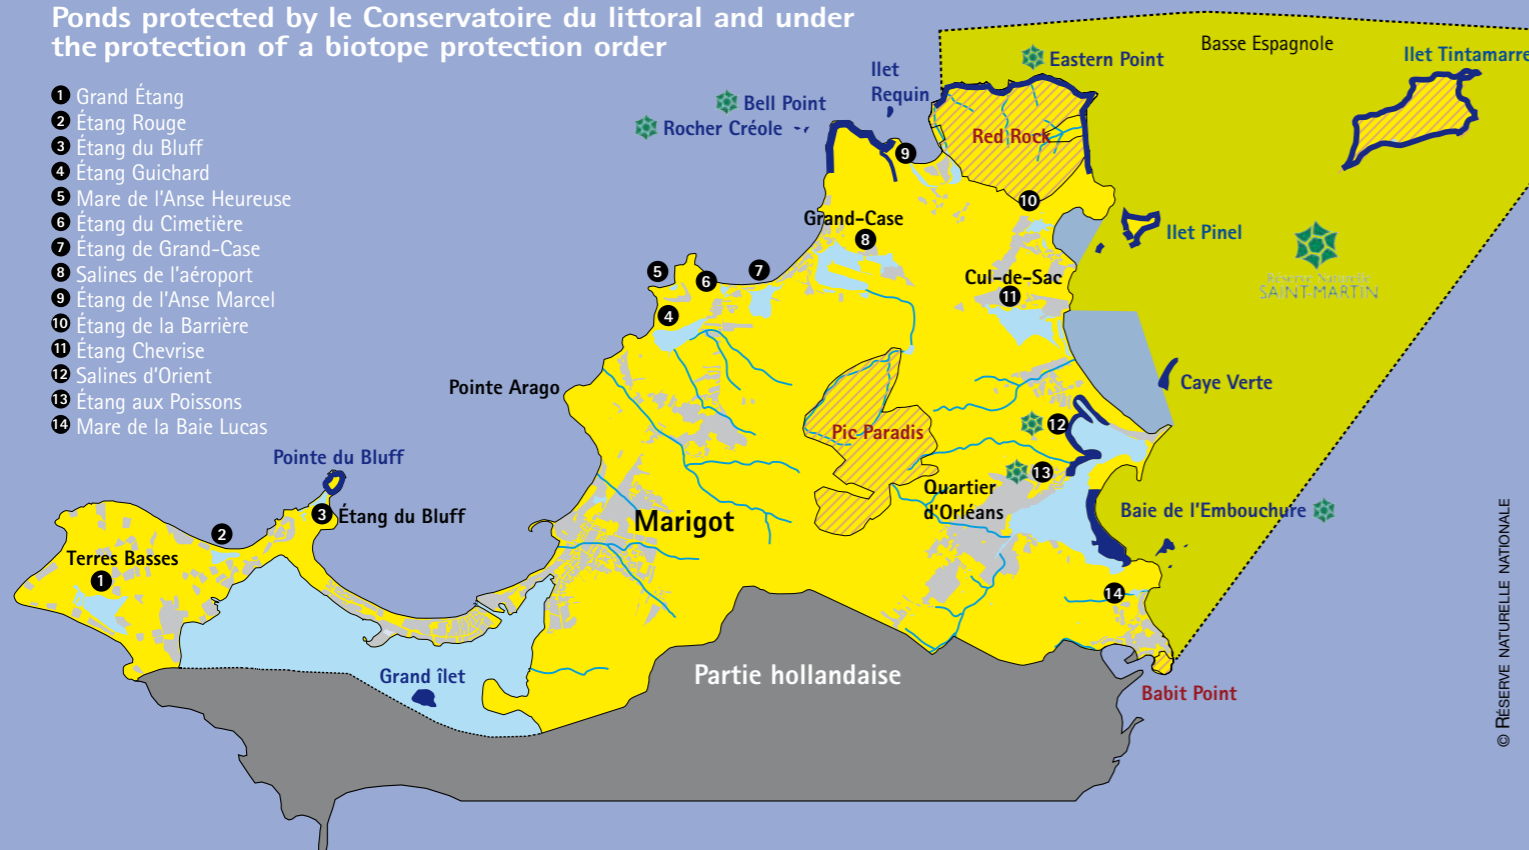 Ponds protected by le Conservatoire du littoral and under
the protection of a biotope protection order
1 Grand Étang
2 Étang Rouge
3 Étang du Bluff
4 Étang Guichard
5 Mare de l'Anse Heureuse
6 Étang du Cimetière
7 Étang de Grand-Case
8 Salines de l'aéroport
9 Étang de l'Anse Marcel
10 Étang de la Barrière
11 Étang Chevrise
12 Salines d'Orient
13 Étang aux Poissons
14 Mare de la Baie Lucas
Basse Espagnole
Ilet Tintamarre
Eastern Point
Ilet
Requin
Bell Point
Rocher Créole
Red Rock
9
10
Grand-Case
8
Ilet Pinel
Réserve Naturelle
SAINT-MARTIN
5
6
7
Cul-de-Sac
11
4
Pointe Arago
Caye Verte
Pic Paradis
12
Pointe du Bluff
13
Quartier
d'Orléans
3
Étang du Bluff
Marigot
Baie de l'Embouchure
2
Terres Basses
1
14
Grand îlet
Partie hollandaise
Babit Point
© RÉSERVE NATURELLE NATIONALE